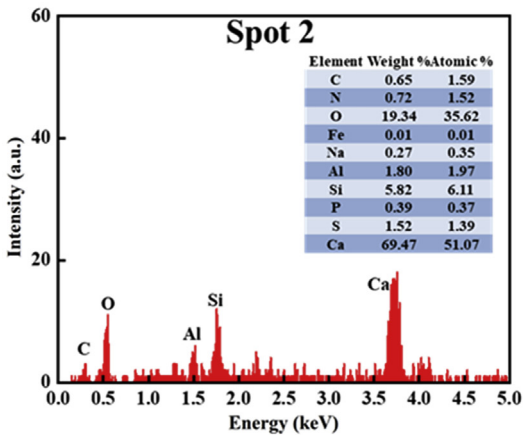 Spot 2
60
40
20
0
Intensity (a.u.)
Element Weight % Atomic %
C 0.65 1.59
N 0.72 1.52
O 19.34 35.62
Fe 0.01 0.01
Na 0.27 0.35
Al 1.80 1.97
Si 5.82 6.11
P 0.39 0.37
S 1.52 1.39
Ca 69.47 51.07
C
O
Al
Si
Ca
0.0 0.5 1.0 1.5 2.0 2.5 3.0 3.5 4.0 4.5 5.0
Energy (keV)